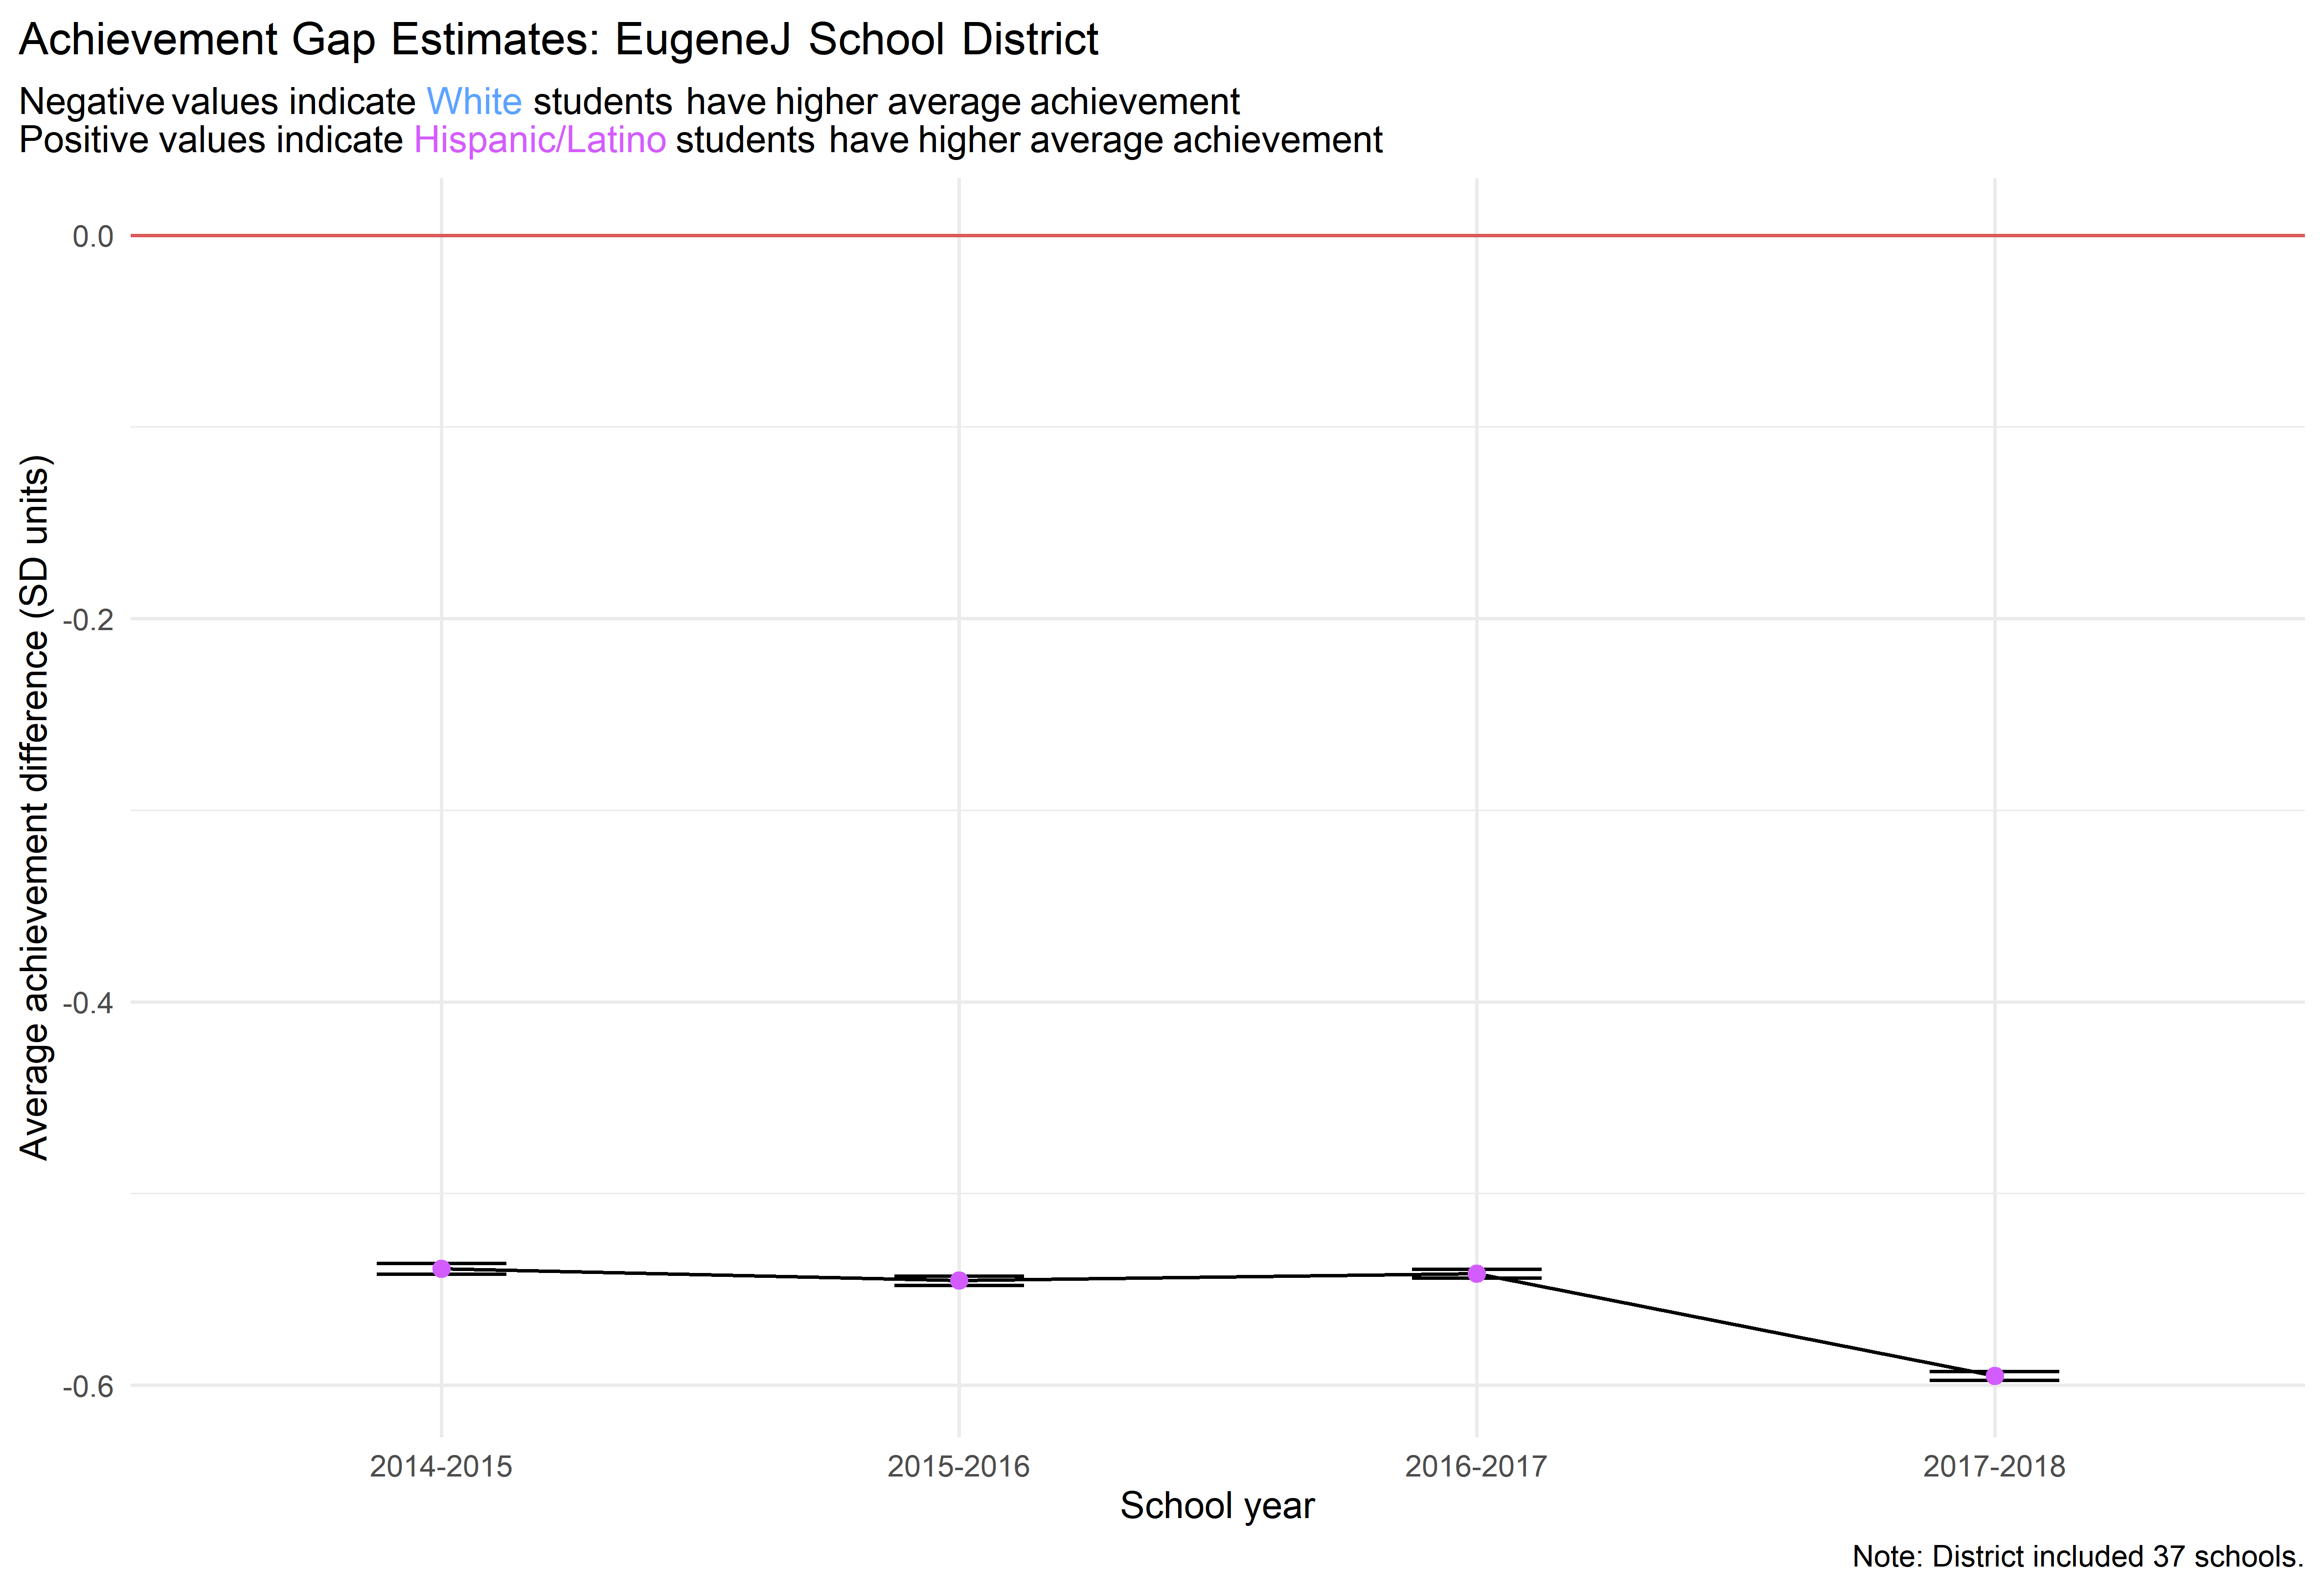 Achievement Gap Estimates: EugeneJ School District
Negative values indicate White students have higher average achievement
Positive values indicate Hispanic/Latino students have higher average achievement
Average achievement difference (SD units)
0.0
-0.2
-0.4
-0.6
2014-2015
2015-2016
2016-2017
2017-2018
School year
Note: District included 37 schools.